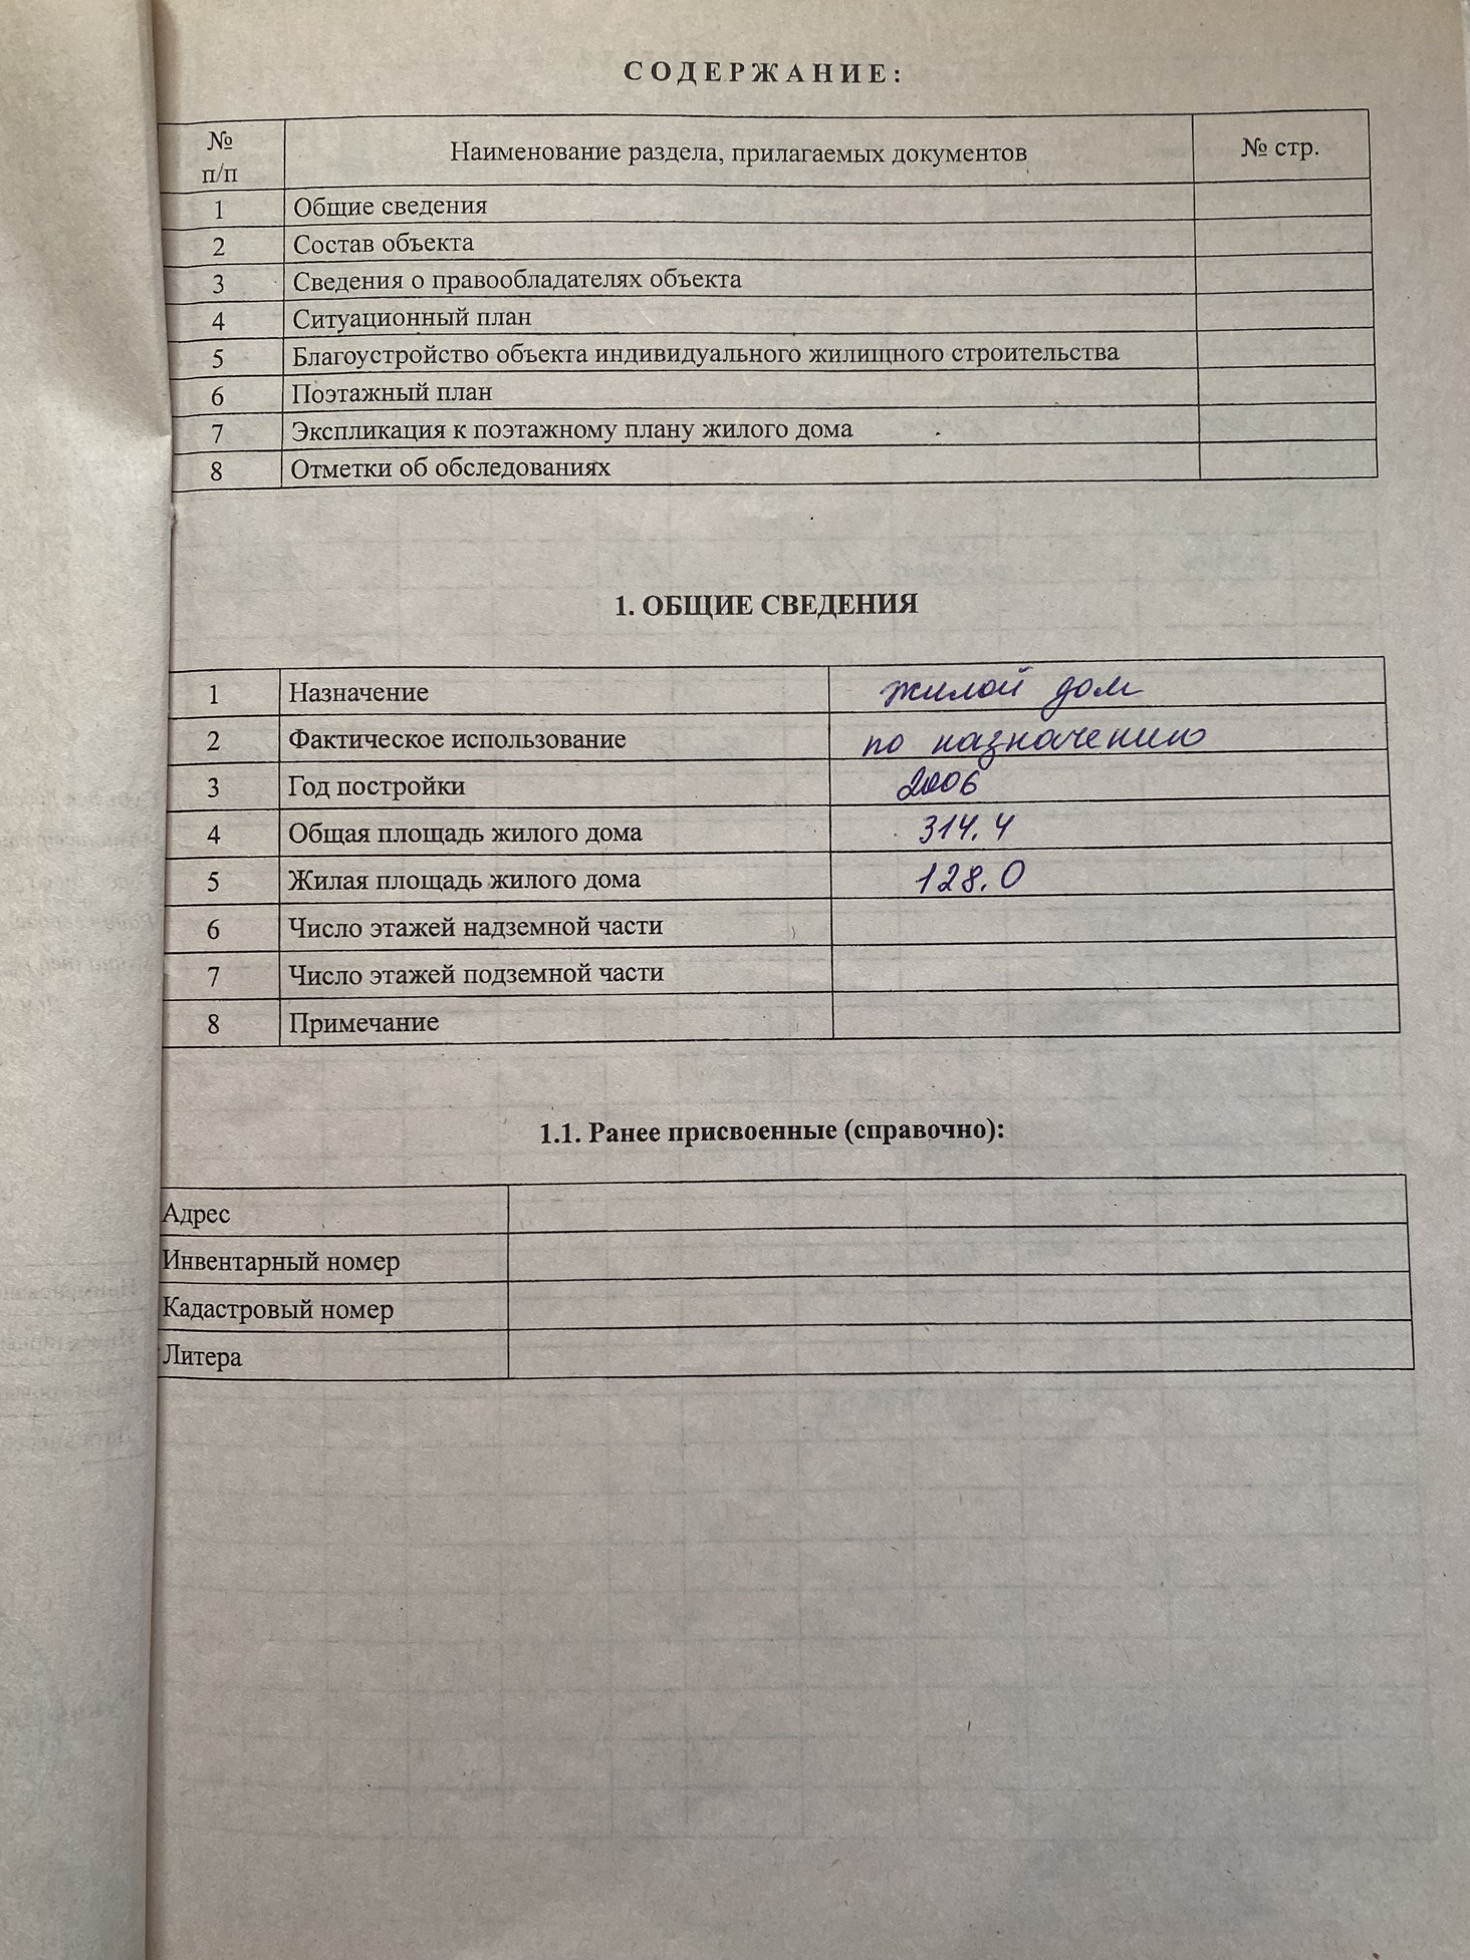 СОДЕРЖАНИЕ:
№ п/п Наименование раздела, прилагаемых документов № стр.
1 Общие сведения
2 Состав объекта
3 Сведения о правообладателях объекта
4 Ситуационный план
5 Благоустройство объекта индивидуального жилищного строительства
6 Поэтажный план
7 Экспликация к поэтажному плану жилого дома
8 Отметки об обследованиях
1. ОБЩИЕ СВЕДЕНИЯ
1 Назначение жилой дом
2 Фактическое использование по назначению
3 Год постройки 2006
4 Общая площадь жилого дома 314.4
5 Жилая площадь жилого дома 128.0
6 Число этажей надземной части
7 Число этажей подземной части
8 Примечание
1.1. Ранее присвоенные (справочно):
Адрес
Инвентарный номер
Кадастровый номер
Литера